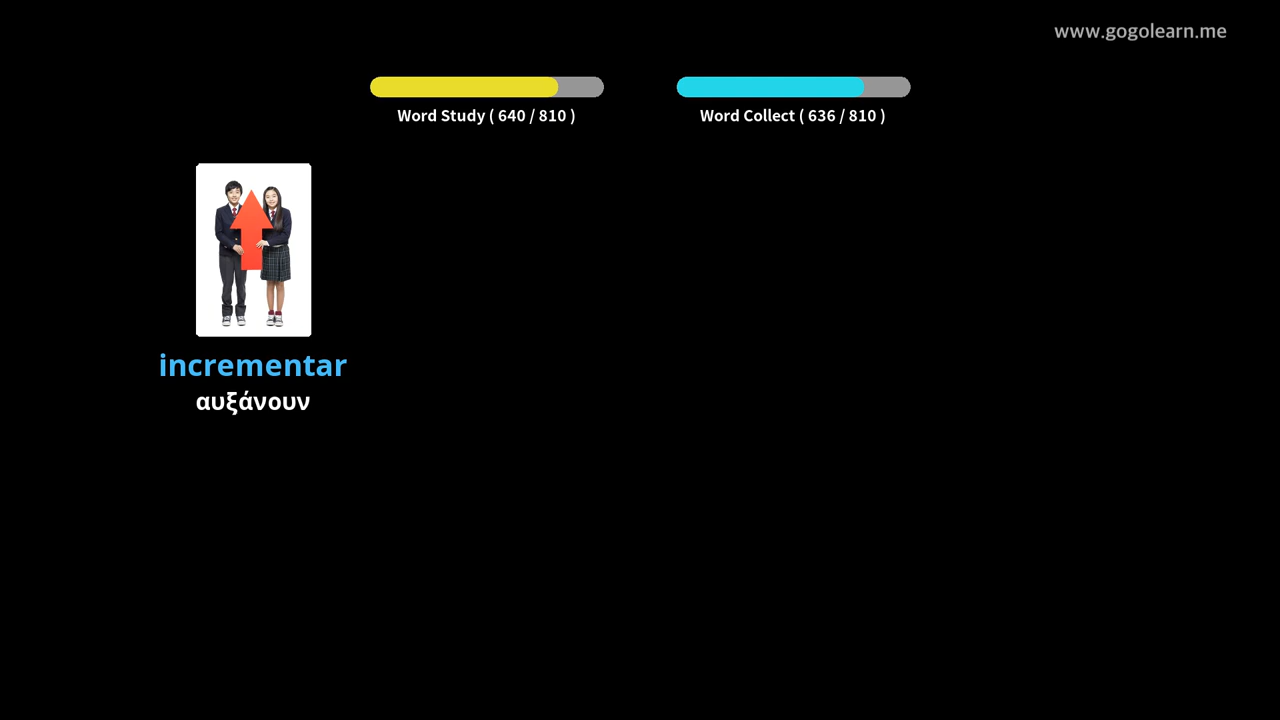 www.gogolearn.me
Word Study ( 640 / 810 )
Word Collect ( 636 / 810 )
incrementar
αυξάνουν